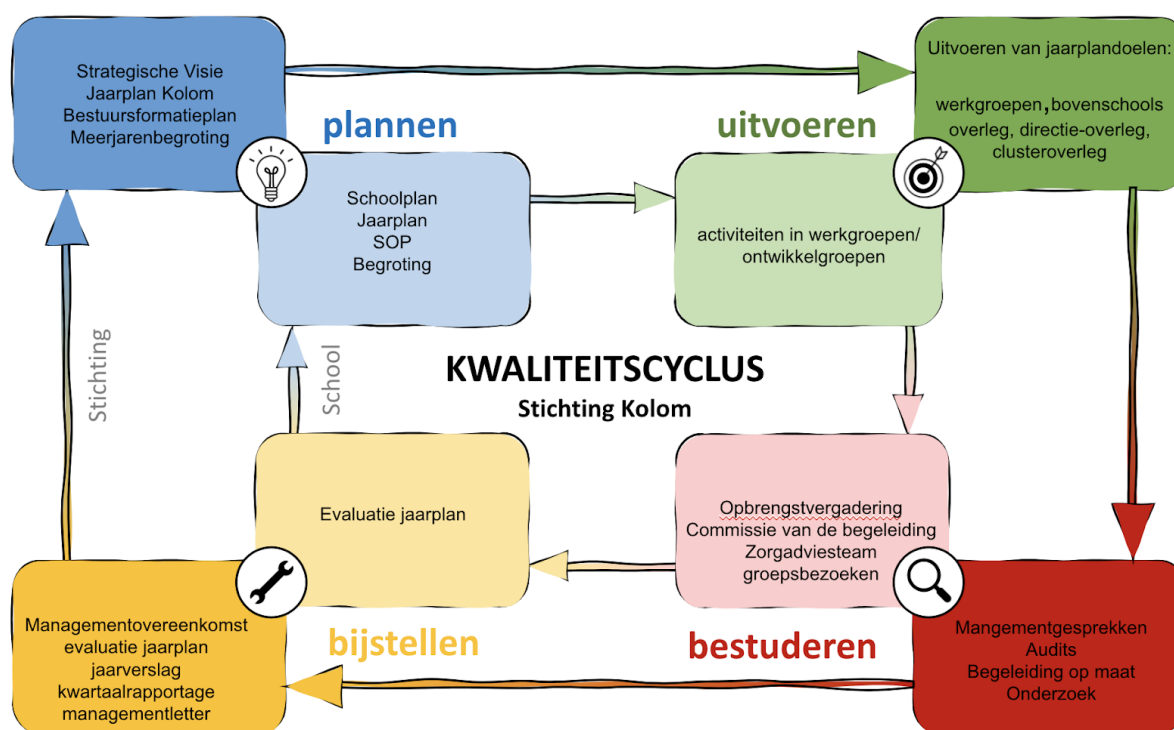 Strategische Visie
Jaarplan Kolom
Bestuursformatieplan
Meerjarenbegroting
plannen
uitvoeren
Uitvoeren van jaarplandoelen:
werkgroepen, bovenschools
overleg, directie-overleg,
clusteroverleg
Schoolplan
Jaarplan
SOP
Begroting
activiteiten in werkgroepen/
ontwikkelgroepen
Stichting
School
KWALITEITSCYCLUS
Stichting Kolom
Evaluatie jaarplan
Opbrengstvergadering
Commissie van de begeleiding
Zorgadviesteam
groepsbezoeken
Managementovereenkomst
evaluatie jaarplan
jaarverslag
kwartaalrapportage
managementletter
bijstellen
bestuderen
Mangementgesprekken
Audits
Begeleiding op maat
Onderzoek